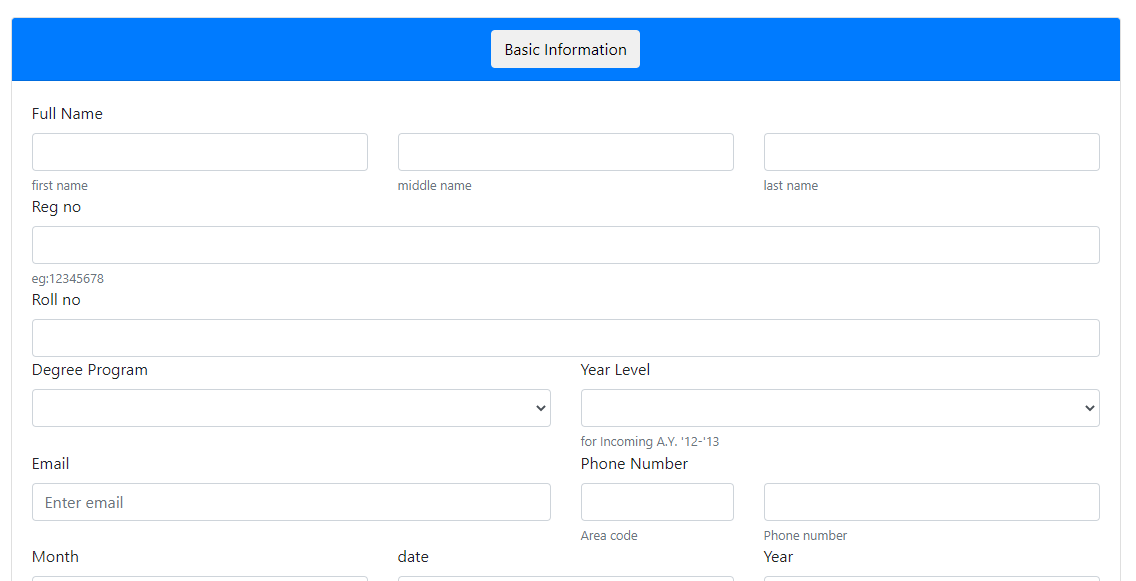 Basic Information
Full Name
first name middle name last name
Reg no
eg:12345678
Roll no
Degree Program Year Level
for Incoming A.Y. '12-'13
Email Phone Number
Enter email
Area code Phone number
Month date Year